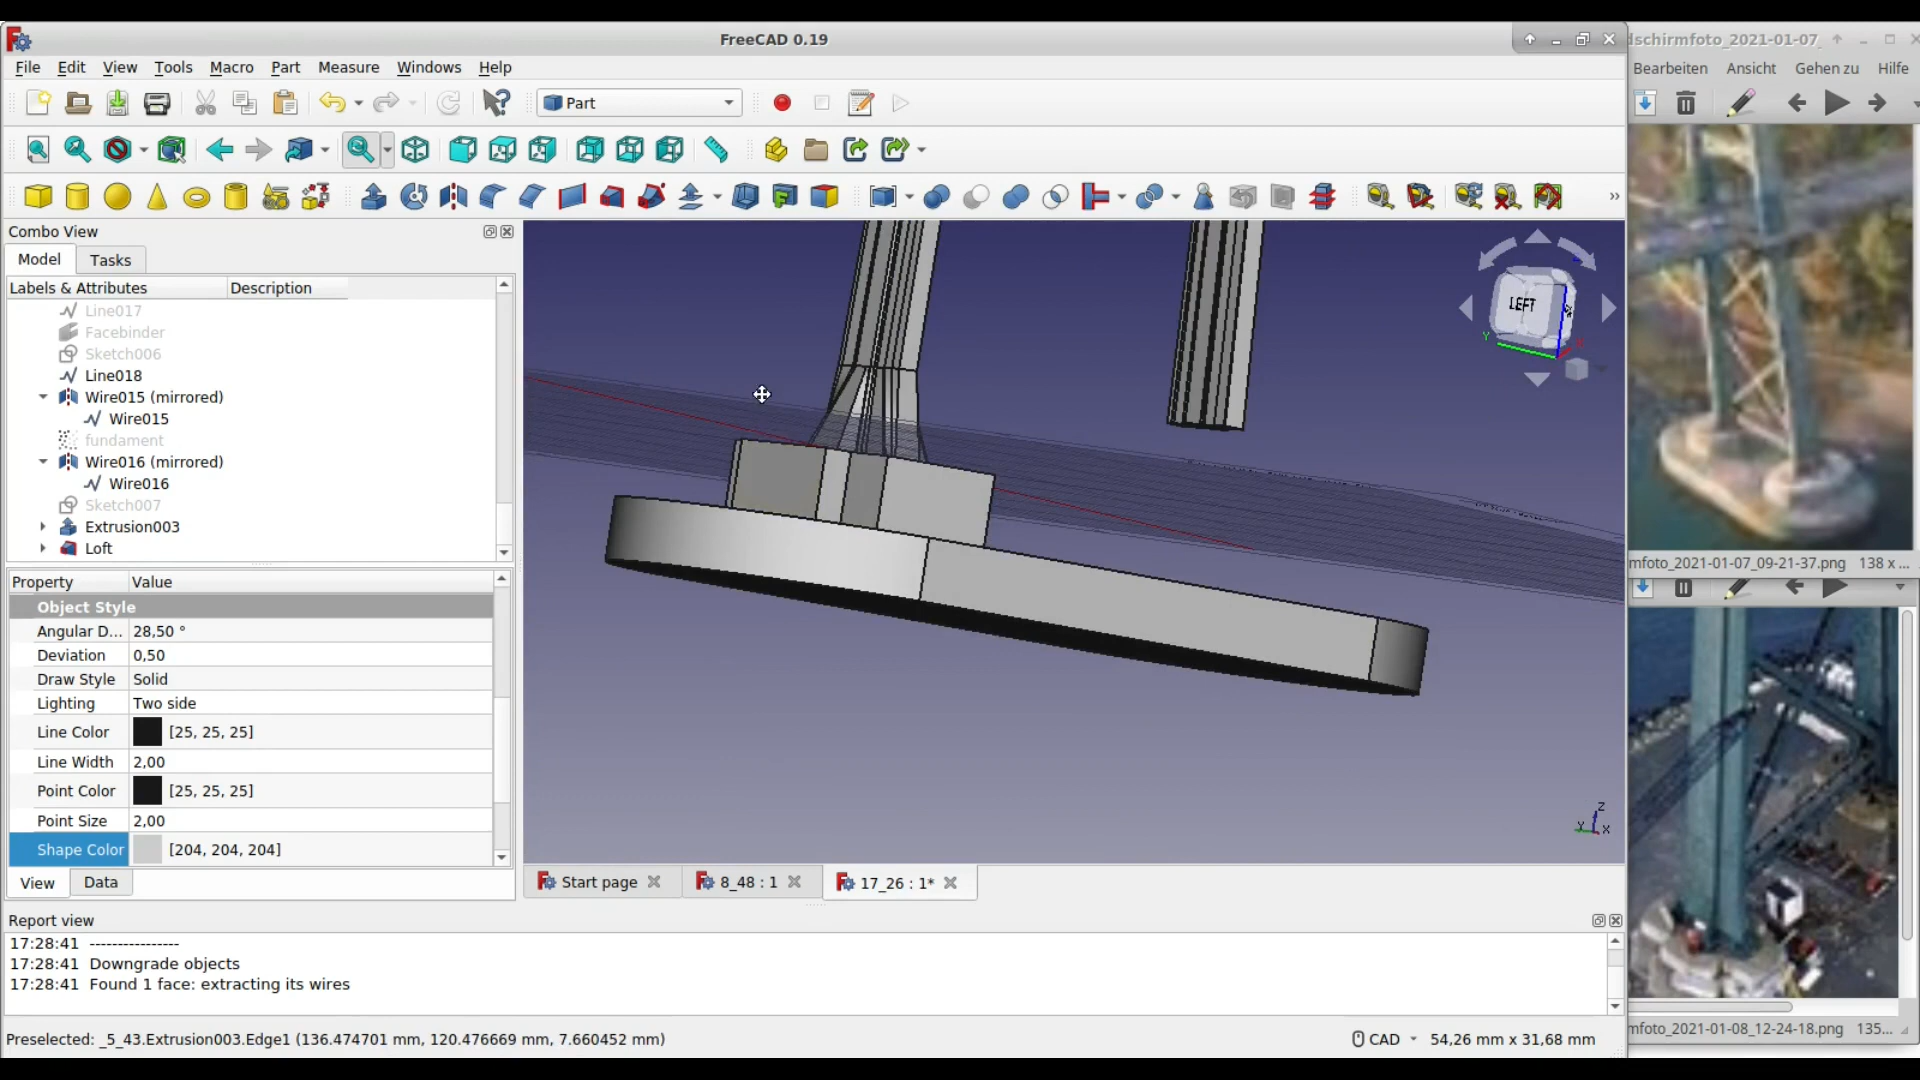 FreeCAD 0.19
dschirmfoto_2021-01-07_
File Edit View Tools Macro Part Measure Windows Help
Bearbeiten Ansicht Gehen zu Hilfe
Part
Combo View
Model Tasks
Labels & Attributes Description
Line017
Facebinder
Sketch006
Line018
Wire015 (mirrored)
Wire015
fundament
Wire016 (mirrored)
Wire016
Sketch007
Extrusion003
Loft
LEFT
Y
mfoto_2021-01-07_09-21-37.png 138 x ...
Property Value
Object Style
Angular D... 28,50 °
Deviation 0,50
Draw Style Solid
Lighting Two side
Line Color [25, 25, 25]
Line Width 2,00
Point Color [25, 25, 25]
Point Size 2,00
Shape Color [204, 204, 204]
Z
Y X
View Data
Start page 8_48 : 1 17_26 : 1*
Report view
17:28:41 ----------------
17:28:41 Downgrade objects
17:28:41 Found 1 face: extracting its wires
mfoto_2021-01-08_12-24-18.png 135...
Preselected: _5_43.Extrusion003.Edge1 (136.474701 mm, 120.476669 mm, 7.660452 mm)
CAD 54,26 mm x 31,68 mm